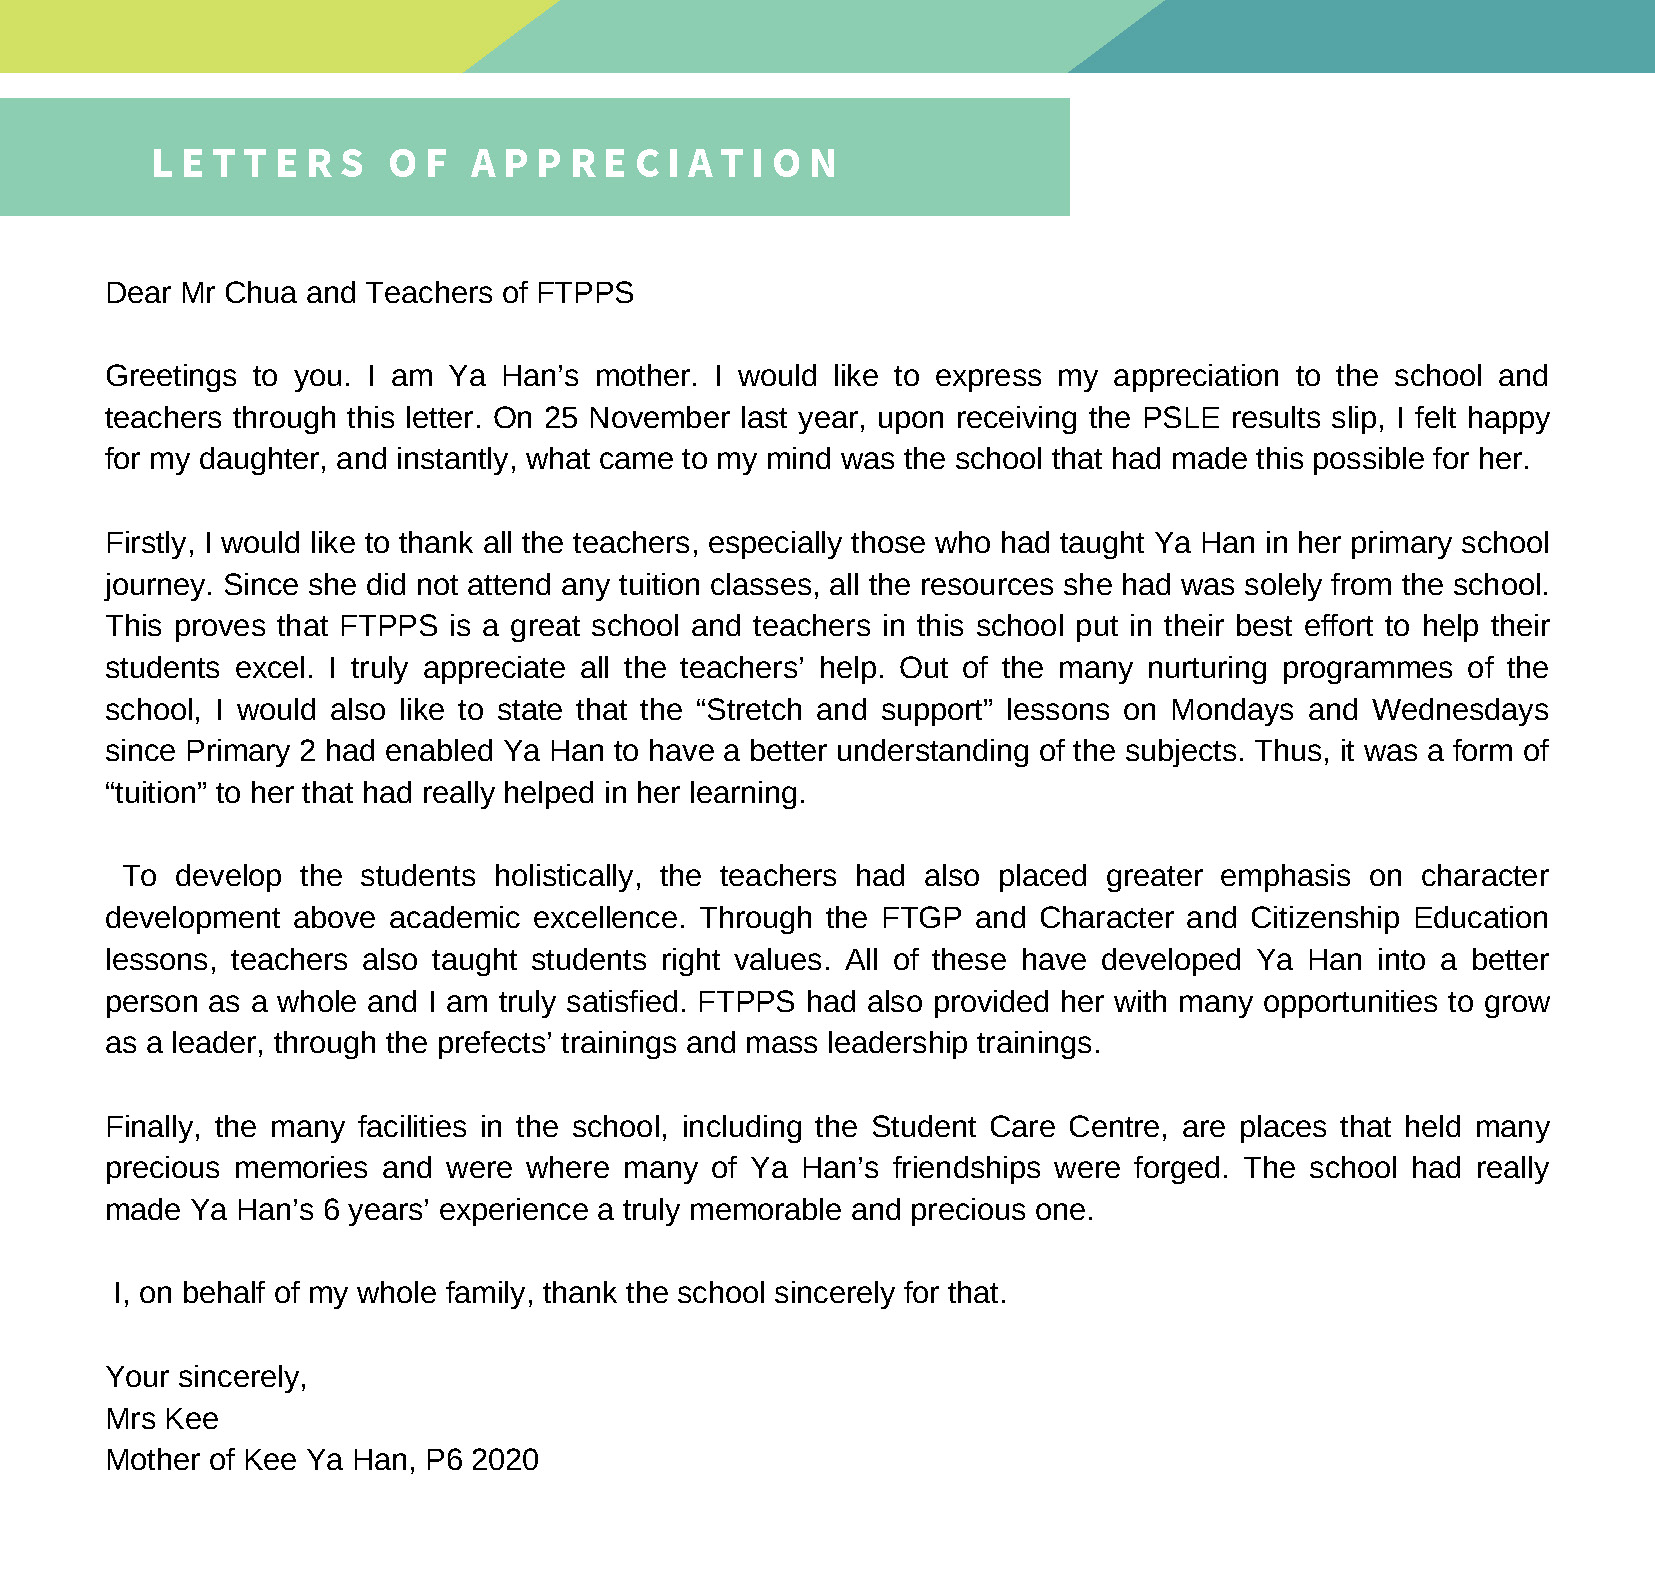 LETTERS OF APPRECIATION
Dear Mr Chua and Teachers of FTPPS
Greetings to you. I am Ya Han’s mother. I would like to express my appreciation to the school and
teachers through this letter. On 25 November last year, upon receiving the PSLE results slip, I felt happy
for my daughter, and instantly, what came to my mind was the school that had made this possible for her.
Firstly, I would like to thank all the teachers, especially those who had taught Ya Han in her primary school
journey. Since she did not attend any tuition classes, all the resources she had was solely from the school.
This proves that FTPPS is a great school and teachers in this school put in their best effort to help their
students excel. I truly appreciate all the teachers’ help. Out of the many nurturing programmes of the
school, I would also like to state that the “Stretch and support” lessons on Mondays and Wednesdays
since Primary 2 had enabled Ya Han to have a better understanding of the subjects. Thus, it was a form of
“tuition” to her that had really helped in her learning.
To develop the students holistically, the teachers had also placed greater emphasis on character
development above academic excellence. Through the FTGP and Character and Citizenship Education
lessons, teachers also taught students right values. All of these have developed Ya Han into a better
person as a whole and I am truly satisfied. FTPPS had also provided her with many opportunities to grow
as a leader, through the prefects’ trainings and mass leadership trainings.
Finally, the many facilities in the school, including the Student Care Centre, are places that held many
precious memories and were where many of Ya Han’s friendships were forged. The school had really
made Ya Han’s 6 years’ experience a truly memorable and precious one.
I, on behalf of my whole family, thank the school sincerely for that.
Your sincerely,
Mrs Kee
Mother of Kee Ya Han, P6 2020